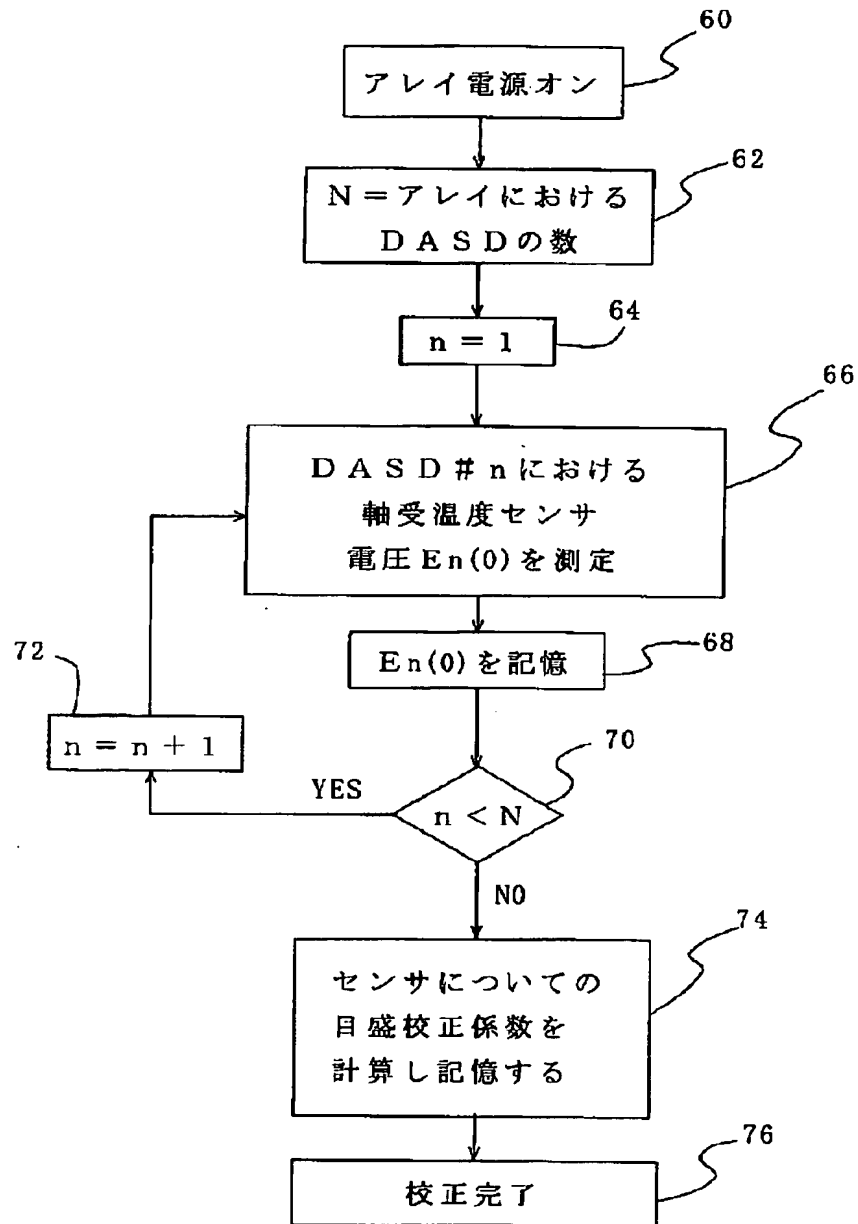 60
アレイ電源オン
62
N=アレイにおける
DASDの数
64
n = 1
66
DASD#nにおける
軸受温度センサ
電圧En(0)を測定
72
68
En(0)を記憶
n = n + 1
70
YES
n < N
NO
74
センサについての
目盛校正係数を
計算し記憶する
76
校正完了